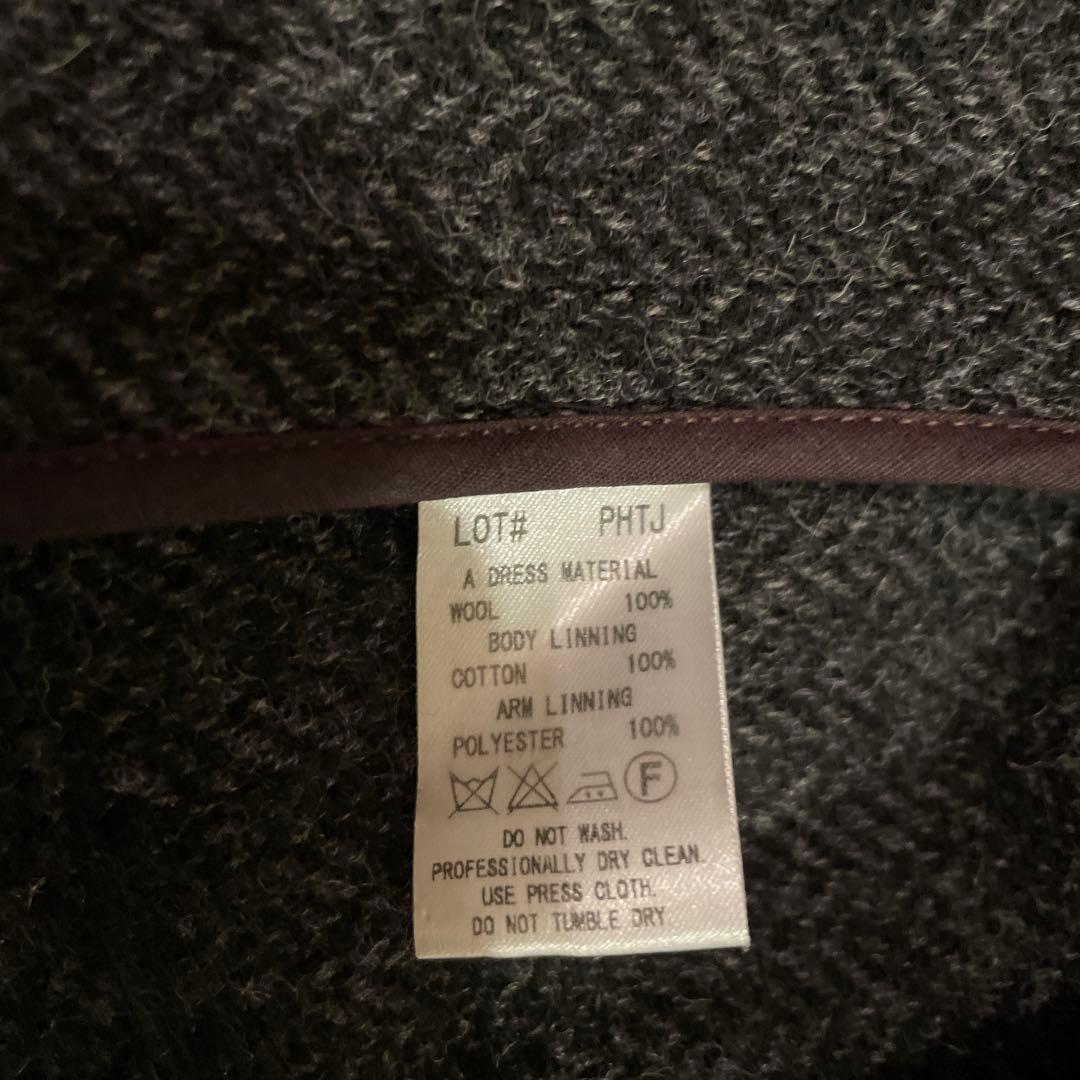 LOT# PHTJ
A DRESS MATERIAL
WOOL 100%
BODY LINNING
COTTON 100%
ARM LINNING
POLYESTER 100%
F
DO NOT WASH.
PROFESSIONALLY DRY CLEAN.
USE PRESS CLOTH.
DO NOT TUMBLE DRY